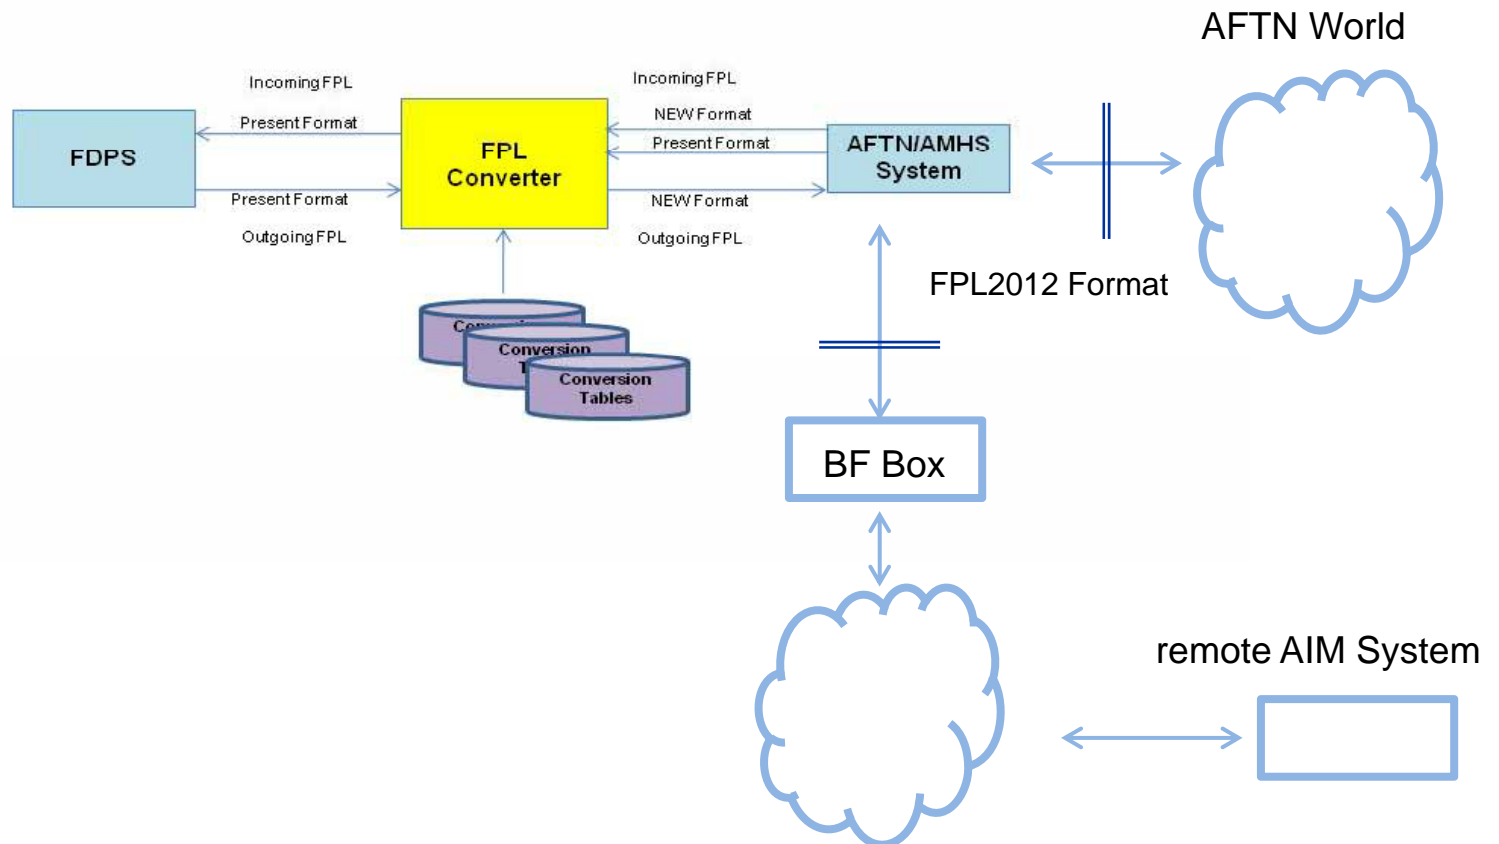 AFTN World
Incoming FPL
Incoming FPL
Present Format
NEW Format
Present Format
FDPS
FPL
Converter
AFTN/AMHS
System
Present Format
NEW Format
Outgoing FPL
Outgoing FPL
FPL2012 Format
Conversion
Conversion
Tables
BF Box
remote AIM System